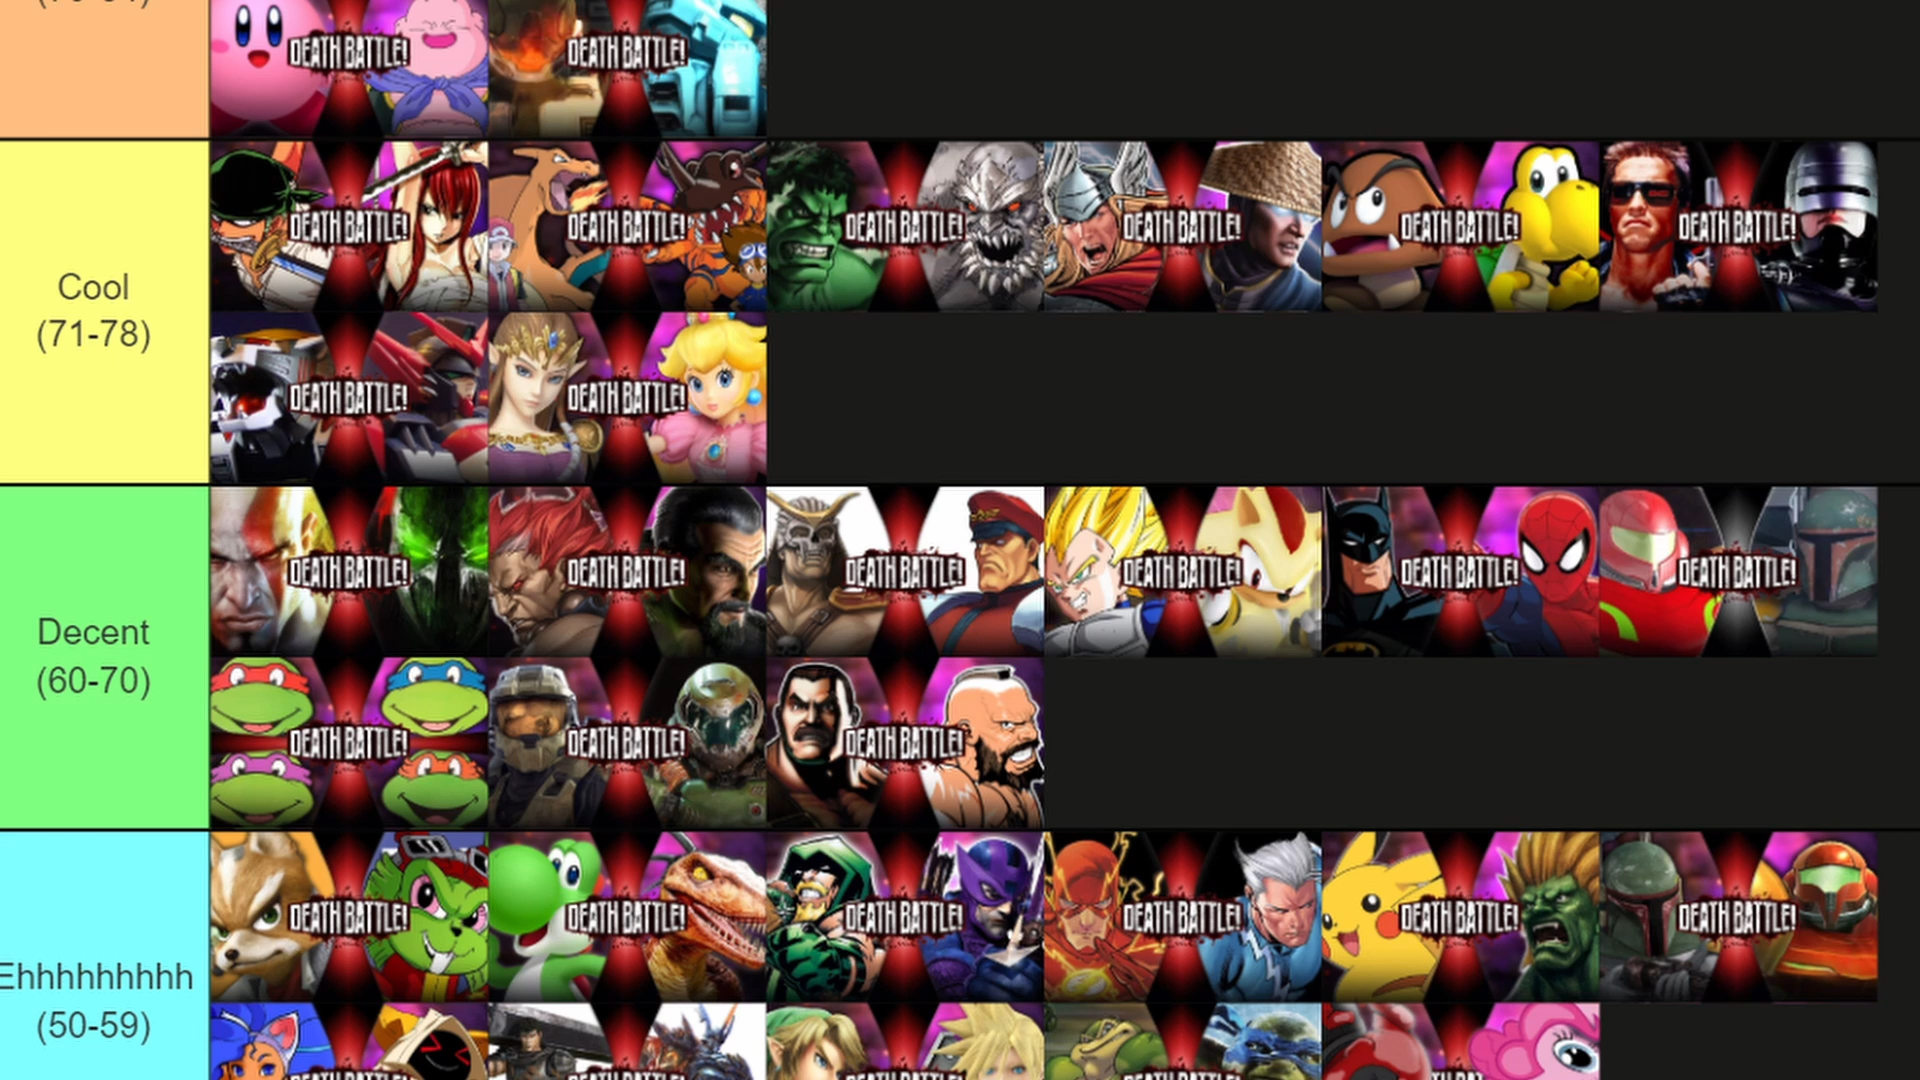 DEATH BATTLE! DEATH BATTLE!
Cool
(71-78)
DEATH BATTLE! DEATH BATTLE! DEATH BATTLE! DEATH BATTLE! DEATH BATTLE! DEATH BATTLE!
DEATH BATTLE! DEATH BATTLE!
Decent
(60-70)
DEATH BATTLE! DEATH BATTLE! DEATH BATTLE! DEATH BATTLE! DEATH BATTLE! DEATH BATTLE!
DEATH BATTLE! DEATH BATTLE! DEATH BATTLE!
Ehhhhhhhhhh
(50-59)
DEATH BATTLE! DEATH BATTLE! DEATH BATTLE! DEATH BATTLE! DEATH BATTLE! DEATH BATTLE!